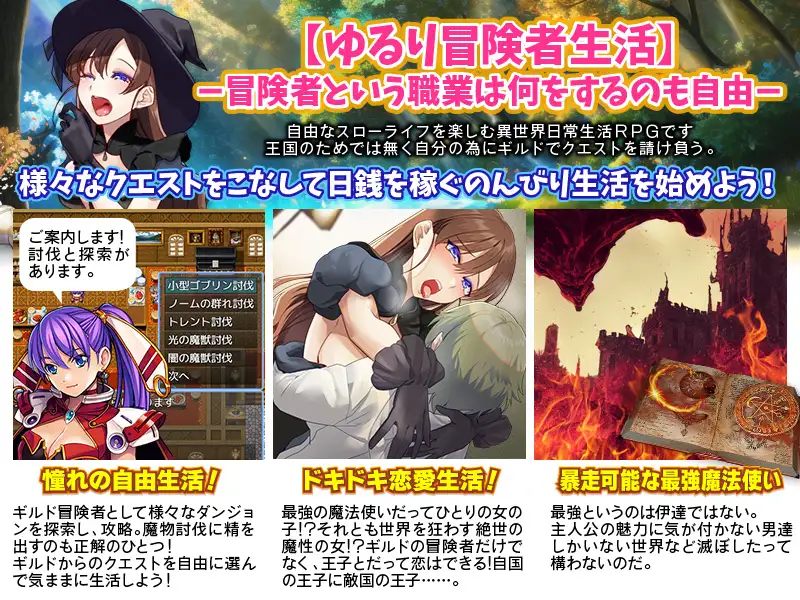 【ゆるり冒険者生活】
ー冒険者という職業は何をするのも自由ー
自由なスローライフを楽しむ異世界日常生活RPGです
王国のためでは無く自分の為にギルドでクエストを請け負う。
様々なクエストをこなして日銭を稼ぐのんびり生活を始めよう!
ご案内します!
討伐と探索が
あります。
小型ゴブリン討伐
ノームの群れ討伐
トレント討伐
光の魔獣討伐
闇の魔獣討伐
次へ
ます
憧れの自由生活!
ギルド冒険者として様々なダンジョ
ンを探索し、攻略。魔物討伐に精を
出すのも正解のひとつ!
ギルドからのクエストを自由に選ん
で気ままに生活しよう!
ドキドキ恋愛生活!
最強の魔法使いだってひとりの女の
子!?それとも世界を狂わす絶世の
魔性の女!?ギルドの冒険者だけで
なく、王子とだって恋はできる!自国
の王子に敵国の王子……。
暴走可能な最強魔法使い
最強というのは伊達ではない。
主人公の魅力に気が付かない男達
しかいない世界など滅ぼしたって
構わないのだ。